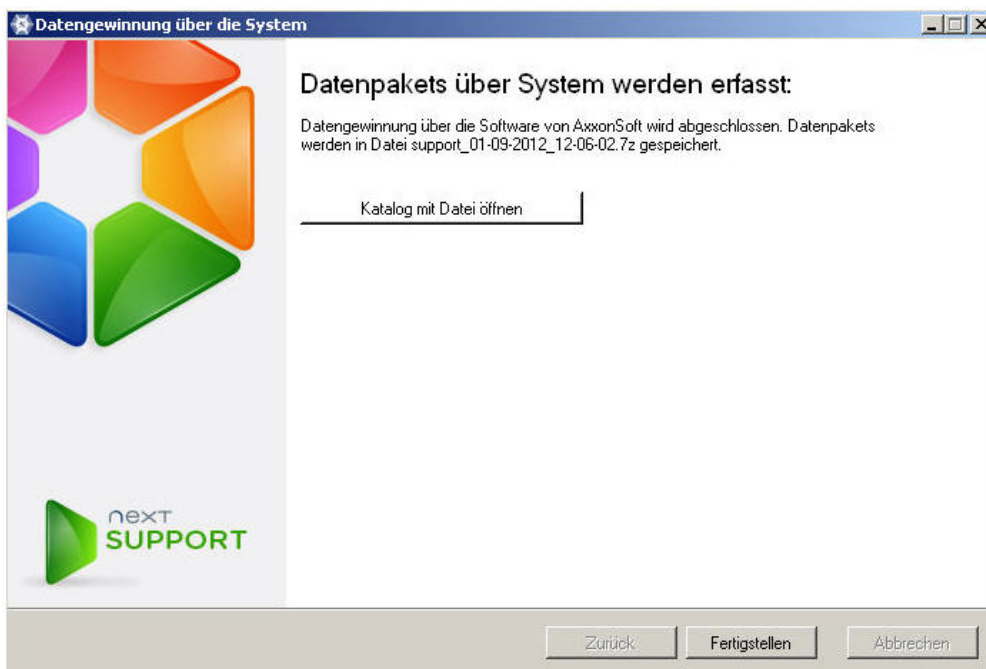 Datengewinnung über die System
Datenpakets über System werden erfasst:
Datengewinnung über die Software von AxxonSoft wird abgeschlossen. Datenpakets
werden in Datei support_01-09-2012_12-06-02.7z gespeichert.
Katalog mit Datei öffnen
next
SUPPORT
Zurück
Fertigstellen
Abbrechen